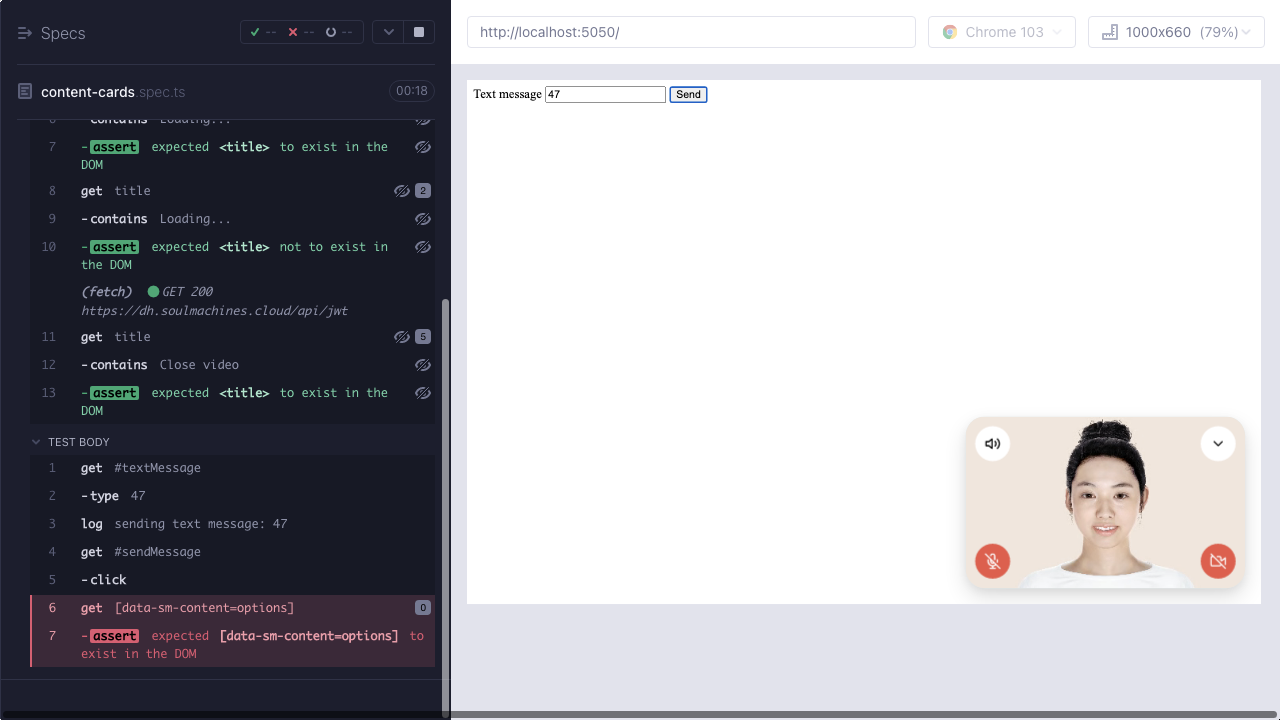 Specs
-- -- --
content-cards.spec.ts 00:18
6 -contains Loading...
7 -assert expected <title> to exist in the
DOM
8 get title 2
9 -contains Loading...
10 -assert expected <title> not to exist in
the DOM
(fetch) GET 200
https://dh.soulmachines.cloud/api/jwt
11 get title 5
12 -contains Close video
13 -assert expected <title> to exist in the
DOM
TEST BODY
1 get #textMessage
2 -type 47
3 log sending text message: 47
4 get #sendMessage
5 -click
6 get [data-sm-content=options] 0
7 -assert expected [data-sm-content=options] to
exist in the DOM
http://localhost:5050/
Chrome 103
1000x660 (79%)
Text message 47 Send